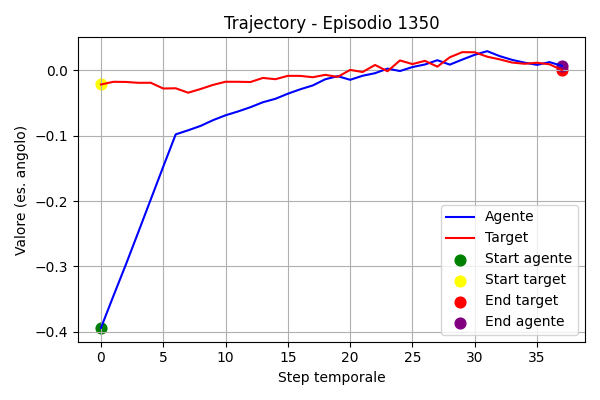 Trajectory - Episodio 1350
Valore (es. angolo)
0.0
−0.1
−0.2
−0.3
−0.4
0 5 10 15 20 25 30 35
Step temporale
Agente
Target
Start agente
Start target
End target
End agente